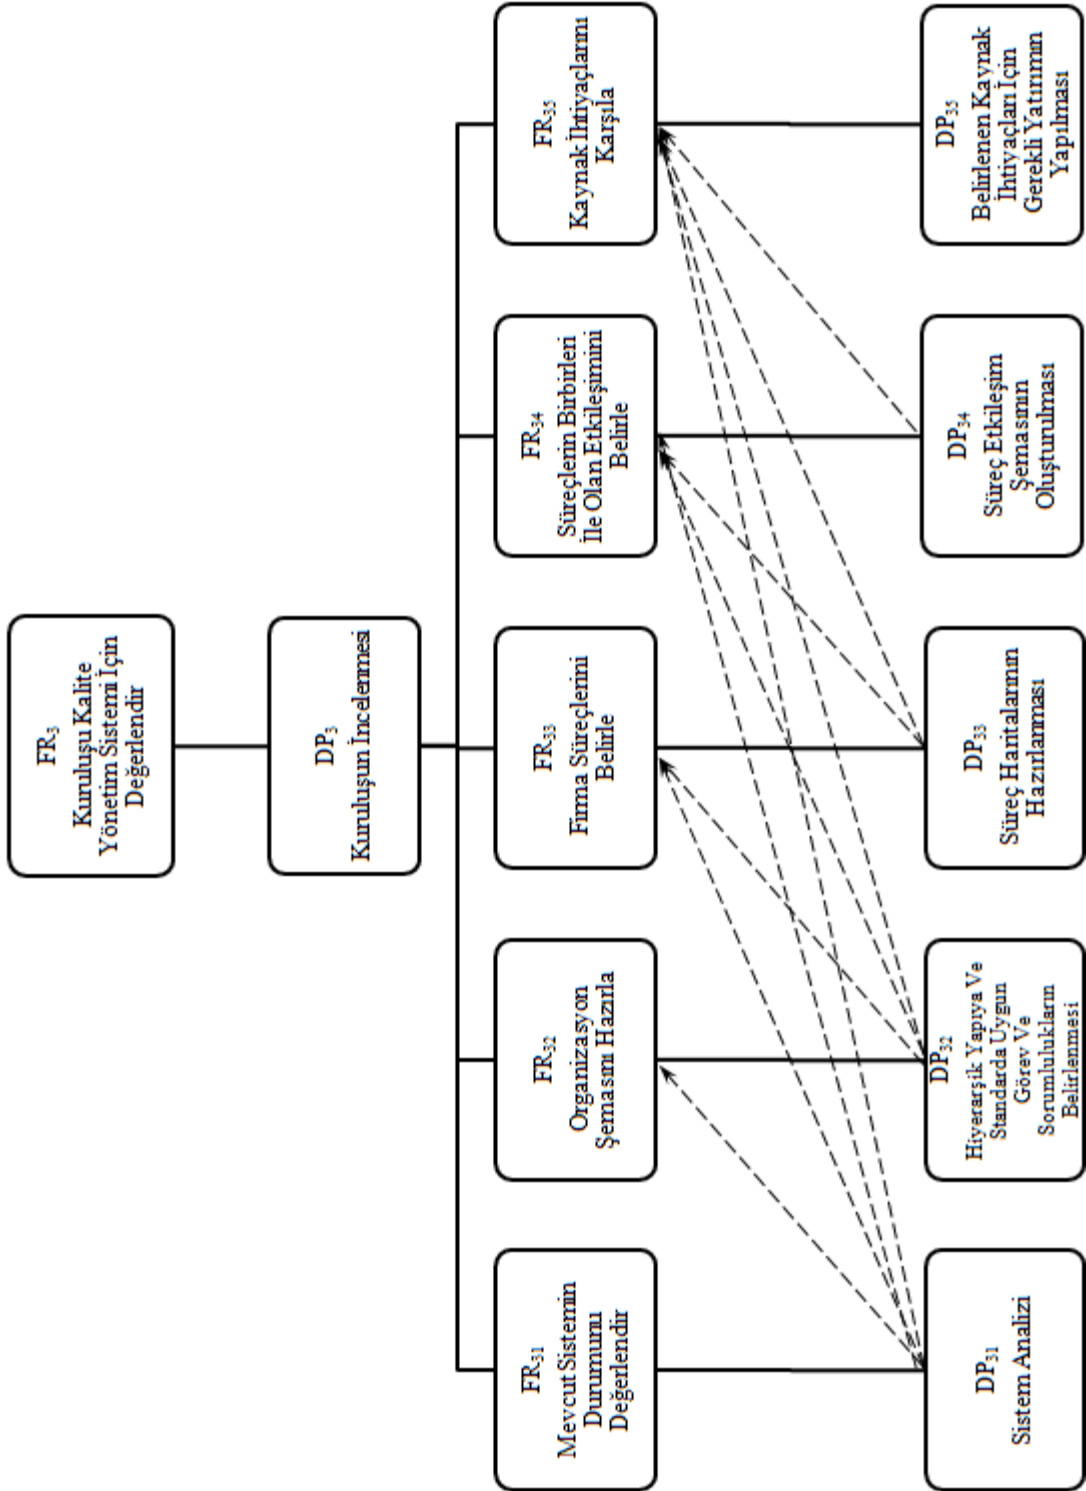 FR₃
Kuruluşu Kalite
Yönetim Sistemi İçin
Değerlendir
DP₃
Kuruluşun İncelenmesi
FR₃₁
Mevcut Sistemin
Durumunu
Değerlendir
FR₃₂
Organizasyon
Şemasını Hazırla
FR₃₃
Firma Süreçlerini
Belirle
FR₃₄
Süreçlerin Birbirleri
İle Olan Etkileşimini
Belirle
FR₃₅
Kaynak İhtiyaçlarını
Karşıla
DP₃₁
Sistem Analizi
DP₃₂
Hiyerarşik Yapıya Ve
Standarda Uygun
Görev Ve
Sorumlulukların
Belirlenmesi
DP₃₃
Süreç Haritalarının
Hazırlanması
DP₃₄
Süreç Etkileşim
Şemasının
Oluşturulması
DP₃₅
Belirlenen Kaynak
İhtiyaçları İçin
Gerekli Yatırımın
Yapılması